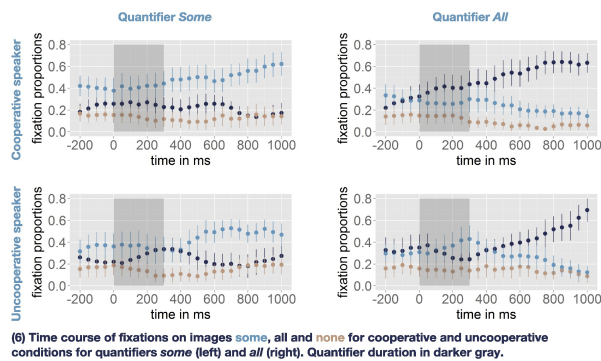 Quantifier Some
Quantifier All
Cooperative speaker
fixation proportions
0.8
0.6
0.4
0.2
0.0
-200 0 200 400 600 800 1000
time in ms
fixation proportions
0.8
0.6
0.4
0.2
0.0
-200 0 200 400 600 800 1000
time in ms
Uncooperative speaker
fixation proportions
0.8
0.6
0.4
0.2
0.0
-200 0 200 400 600 800 1000
time in ms
fixation proportions
0.8
0.6
0.4
0.2
0.0
-200 0 200 400 600 800 1000
time in ms
(6) Time course of fixations on images some, all and none for cooperative and uncooperative
conditions for quantifiers some (left) and all (right). Quantifier duration in darker gray.